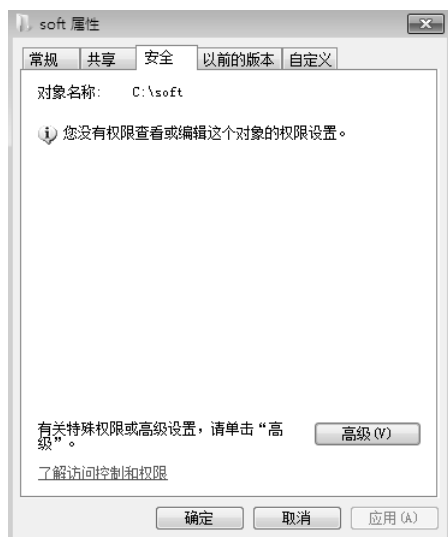 soft 属性
常规 共享 安全 以前的版本 自定义
对象名称: C:\soft
您没有权限查看或编辑这个对象的权限设置。
有关特殊权限或高级设置，请单击“高
级”。
高级(V)
了解访问控制和权限
确定 取消 应用(A)